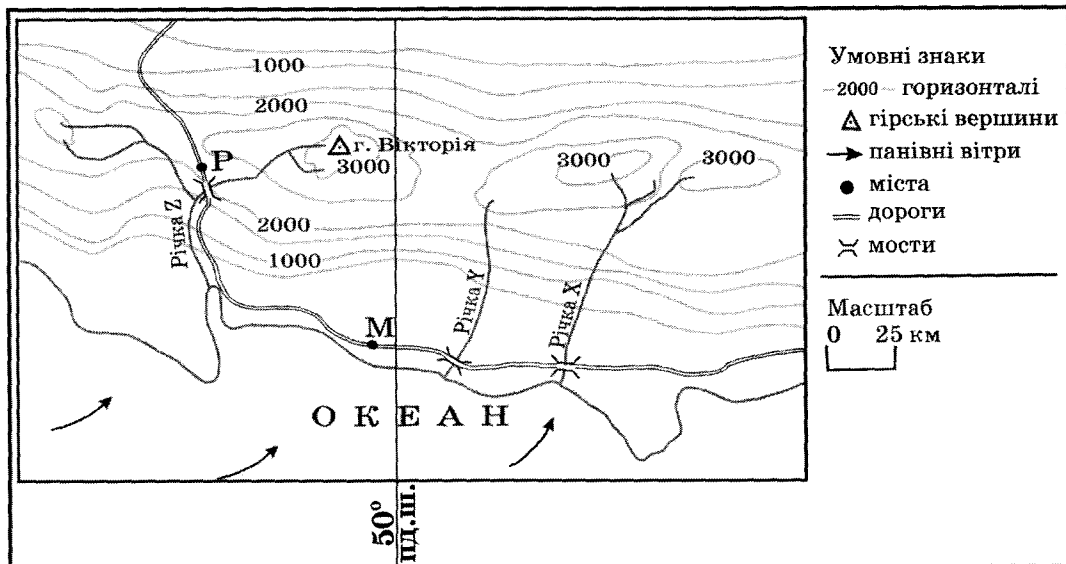 1000
2000
г. Вікторія
3000
3000
3000
Р
Річка Z
2000
1000
Річка Y
Річка X
М
ОКЕАН
50°
пд.ш.
Умовні знаки
2000 горизонталі
гірські вершини
панівні вітри
міста
дороги
мости
Масштаб
0 25 км